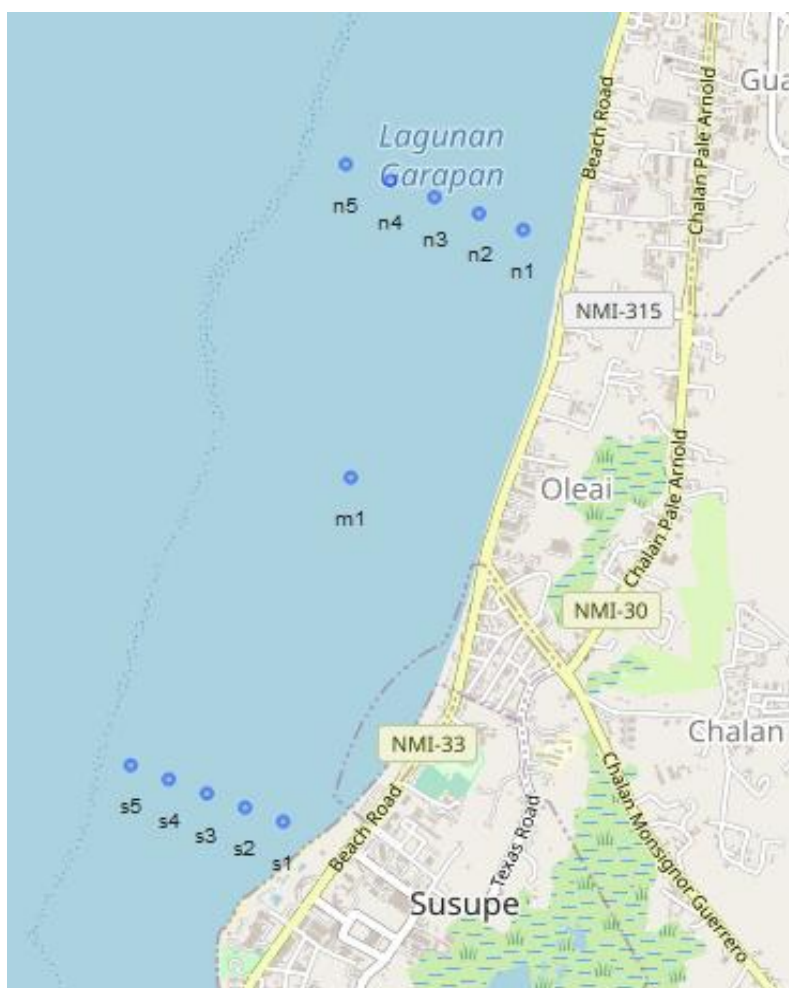 Gua
Beach Road
Chalan Pale Arnold
Lagunan
Garapan
n5
n4
n3
n2
n1
NMI-315
Chalan Pale Arnold
Oleai
m1
NMI-30
Chalan
NMI-33
s5
s4
s3
s2
s1
Beach Road
Texas Road
Chalan Monsignor Guerrero
Susupe